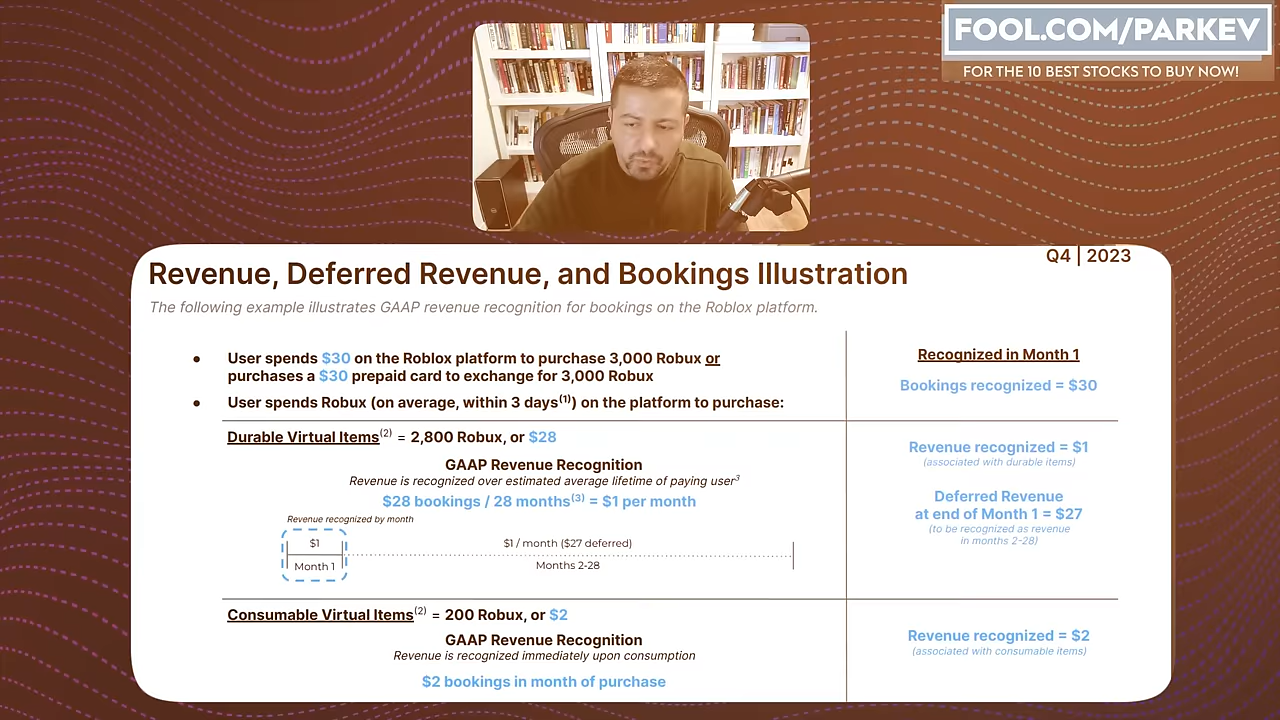 FOOL.COM/PARKEV
FOR THE 10 BEST STOCKS TO BUY NOW!
Q4 | 2023
Revenue, Deferred Revenue, and Bookings Illustration
The following example illustrates GAAP revenue recognition for bookings on the Roblox platform.
● User spends $30 on the Roblox platform to purchase 3,000 Robux or
purchases a $30 prepaid card to exchange for 3,000 Robux
● User spends Robux (on average, within 3 days(1)) on the platform to purchase:
Recognized in Month 1
Bookings recognized = $30
Durable Virtual Items(2) = 2,800 Robux, or $28
GAAP Revenue Recognition
Revenue is recognized over estimated average lifetime of paying user3
$28 bookings / 28 months(3) = $1 per month
Revenue recognized by month
$1
$1 / month ($27 deferred)
Month 1
Months 2-28
Revenue recognized = $1
(associated with durable items)
Deferred Revenue
at end of Month 1 = $27
(to be recognized as revenue
in months 2-28)
Consumable Virtual Items(2) = 200 Robux, or $2
GAAP Revenue Recognition
Revenue is recognized immediately upon consumption
$2 bookings in month of purchase
Revenue recognized = $2
(associated with consumable items)